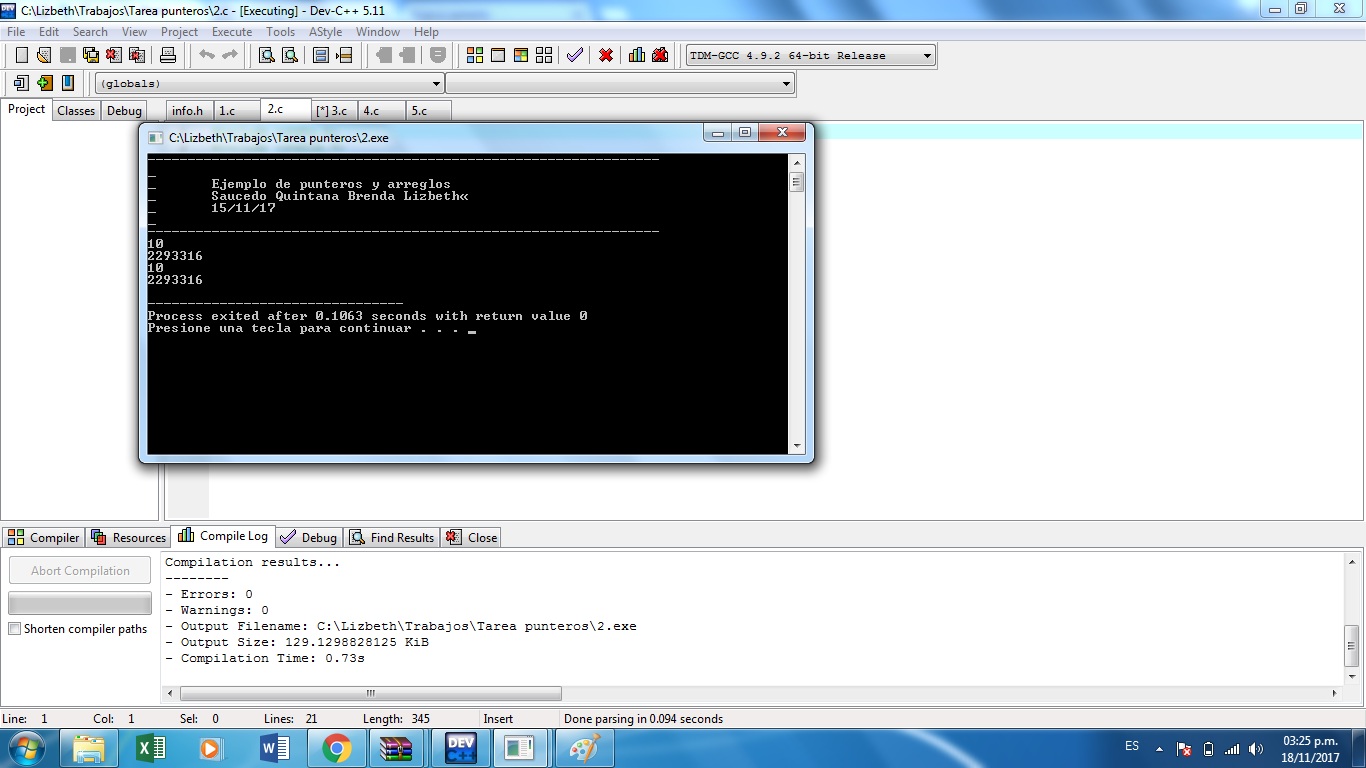 C:\Lizbeth\Trabajos\Tarea punteros\2.c - [Executing] - Dev-C++ 5.11
File Edit Search View Project Execute Tools AStyle Window Help
TDM-GCC 4.9.2 64-bit Release
(globals)
Project Classes Debug info.h 1.c 2.c [*] 3.c 4.c 5.c
C:\Lizbeth\Trabajos\Tarea punteros\2.exe
Ejemplo de punteros y arreglos
Saucedo Quintana Brenda Lizbeth«
15/11/17
10
2293316
10
2293316
--------------------------------
Process exited after 0.1063 seconds with return value 0
Presione una tecla para continuar . . .
Compiler Resources Compile Log Debug Find Results Close
Abort Compilation
Shorten compiler paths
Compilation results...
--------
- Errors: 0
- Warnings: 0
- Output Filename: C:\Lizbeth\Trabajos\Tarea punteros\2.exe
- Output Size: 129.1298828125 KiB
- Compilation Time: 0.73s
Line: 1 Col: 1 Sel: 0 Lines: 21 Length: 345 Insert Done parsing in 0.094 seconds
DEV C++
ES
03:25 p.m.
18/11/2017